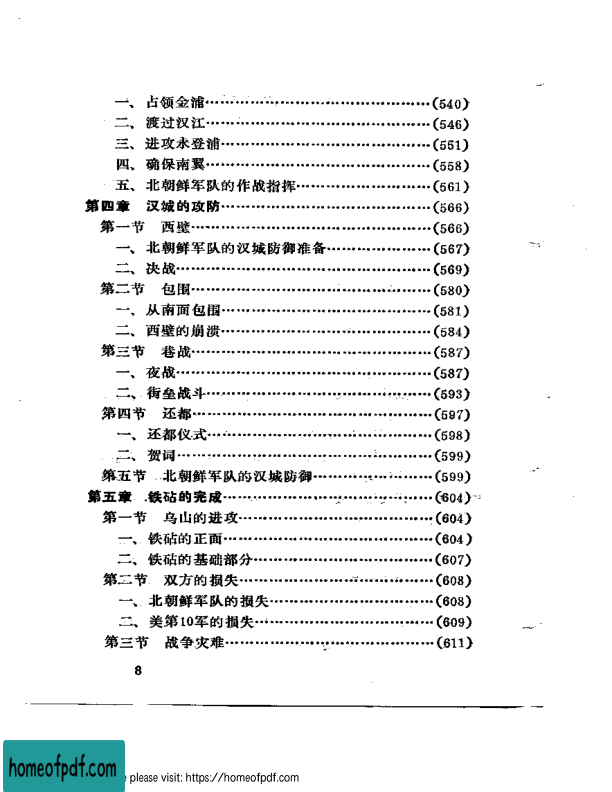 一、占领金浦……………………………………(540)
二、渡过汉江……………………………………(546)
三、进攻永登浦…………………………………(551)
四、确保南翼……………………………………(558)
五、北朝鲜军队的作战指挥……………………(561)
第四章　汉城的攻防……………………………(566)
第一节　西壁……………………………………(566)
一、北朝鲜军队的汉城防御准备………………(567)
二、决战…………………………………………(569)
第二节　包围……………………………………(580)
一、从南面包围…………………………………(581)
二、西壁的崩溃…………………………………(584)
第三节　巷战……………………………………(587)
一、夜战…………………………………………(587)
二、街垒战斗……………………………………(593)
第四节　还都……………………………………(597)
一、还都仪式……………………………………(598)
二、贺词…………………………………………(599)
第五节　北朝鲜军队的汉城防御………………(599)
第五章　铁砧的完成……………………………(604)
第一节　乌山的进攻……………………………(604)
一、铁砧的正面…………………………………(604)
二、铁砧的基础部分……………………………(607)
第二节　双方的损失……………………………(608)
一、北朝鲜军队的损失…………………………(608)
二、美第10军的损失……………………………(609)
第三节　战争灾难………………………………(611)
8
homeofpdf.com
e please visit: https://homeofpdf.com